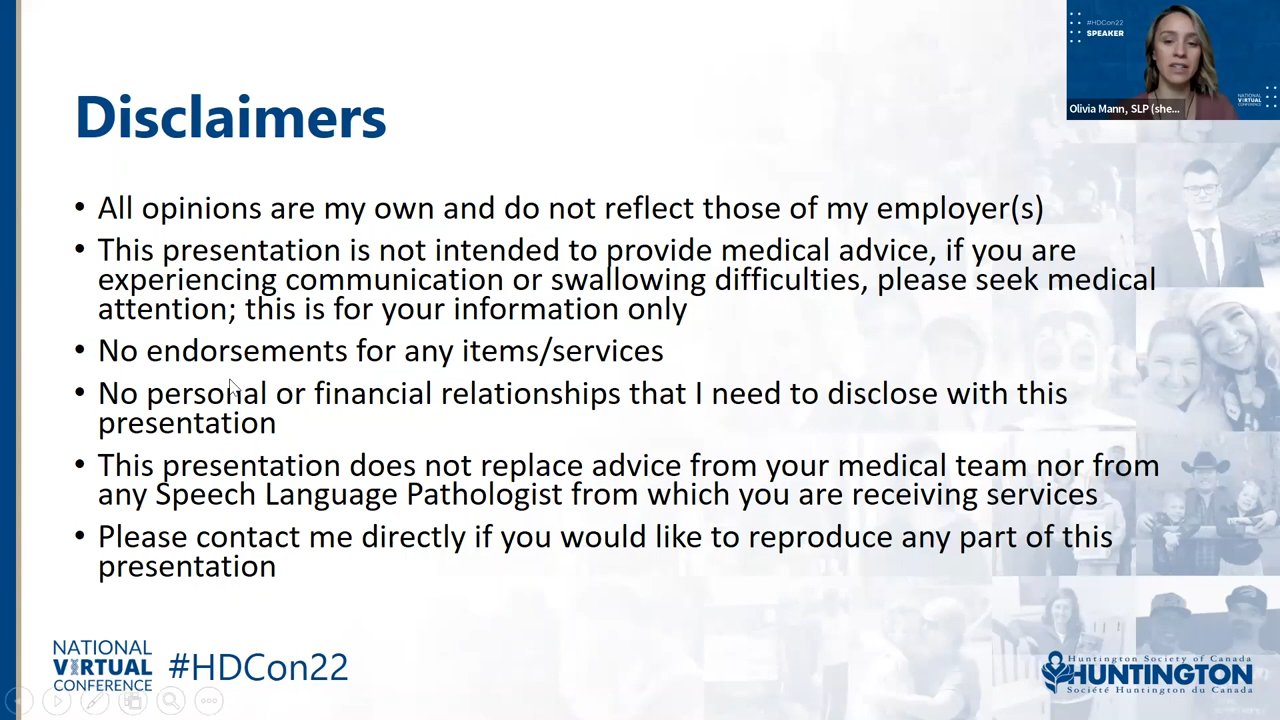 #HDCon22
SPEAKER
NATIONAL
VIRTUAL
CONFERENCE
Olivia Mann, SLP (she...
Disclaimers
• All opinions are my own and do not reflect those of my employer(s)
• This presentation is not intended to provide medical advice, if you are
experiencing communication or swallowing difficulties, please seek medical
attention; this is for your information only
• No endorsements for any items/services
• No personal or financial relationships that I need to disclose with this
presentation
• This presentation does not replace advice from your medical team nor from
any Speech Language Pathologist from which you are receiving services
• Please contact me directly if you would like to reproduce any part of this
presentation
NATIONAL
VIRTUAL
CONFERENCE
#HDCon22
Huntington Society of Canada
HUNTINGTON
Société Huntington du Canada